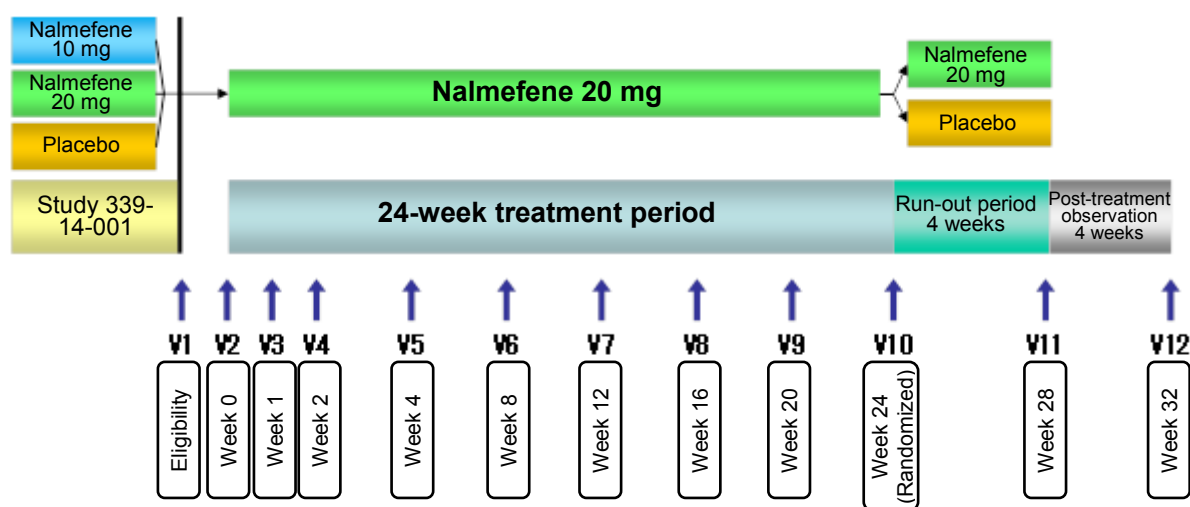 Nalmefene
10 mg
Nalmefene
20 mg
Placebo
Nalmefene 20 mg
Nalmefene
20 mg
Placebo
Study 339-
14-001
24-week treatment period
Run-out period
4 weeks
Post-treatment
observation
4 weeks
V1
V2
V3
V4
V5
V6
V7
V8
V9
V10
V11
V12
Eligibility
Week 0
Week 1
Week 2
Week 4
Week 8
Week 12
Week 16
Week 20
Week 24
(Randomized)
Week 28
Week 32